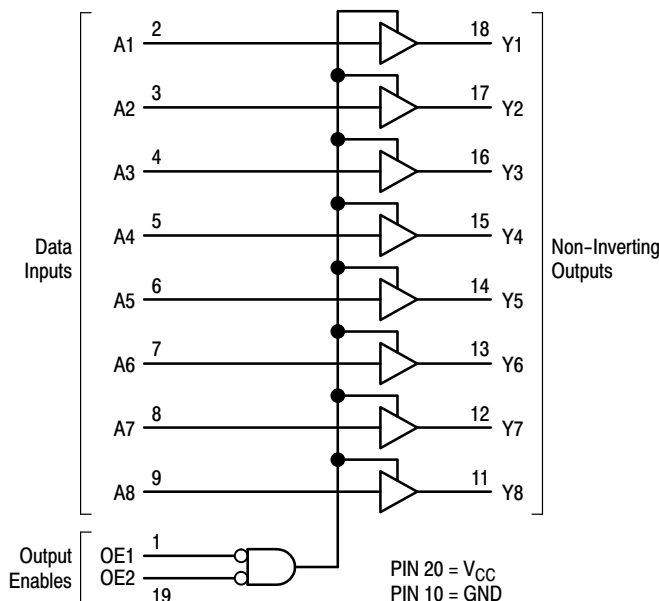 A1 2 18 Y1
A2 3 17 Y2
A3 4 16 Y3
A4 5 15 Y4
Data
Inputs
Non–Inverting
Outputs
A5 6 14 Y5
A6 7 13 Y6
A7 8 12 Y7
A8 9 11 Y8
Output
Enables
OE1 1
OE2 19
PIN 20 = VCC
PIN 10 = GND